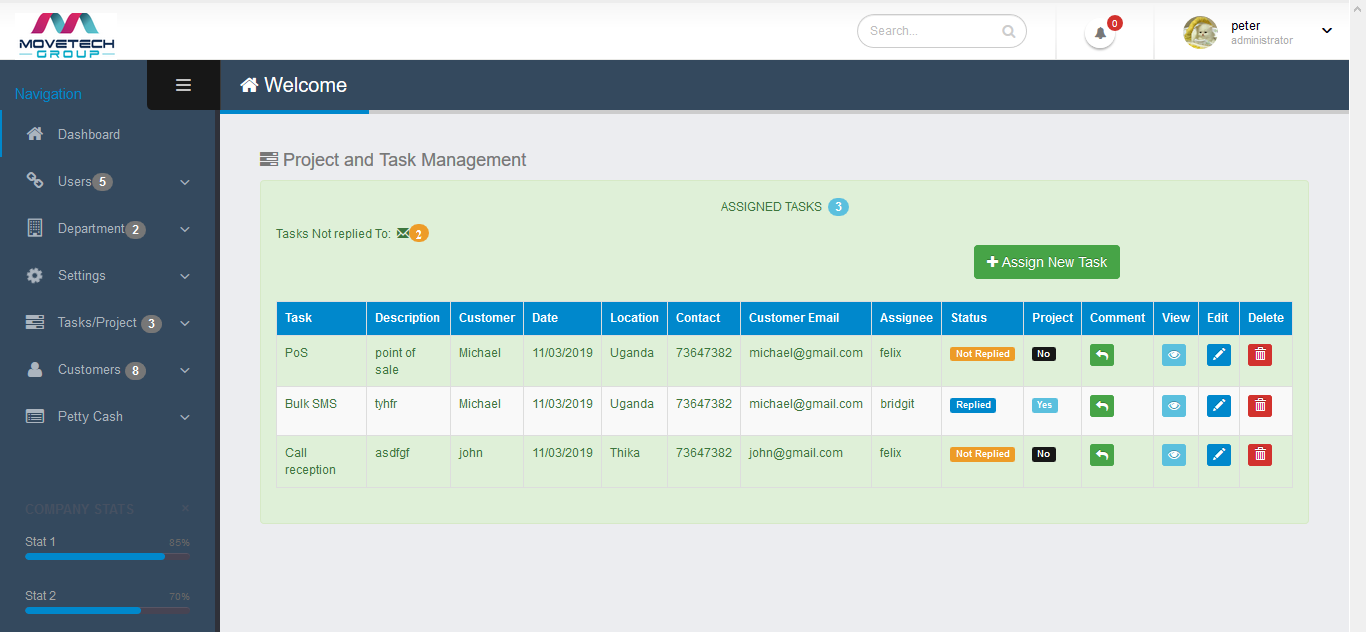 MOVETECH
GROUP
Search...
0
peter
administrator
Navigation
Welcome
Dashboard
Users 5
Department 2
Settings
Tasks/Project 3
Customers 8
Petty Cash
COMPANY STATS ×
Stat 1 85%
Stat 2 70%
Project and Task Management
ASSIGNED TASKS 3
Tasks Not replied To: 2
Assign New Task
Task Description Customer Date Location Contact Customer Email Assignee Status Project Comment View Edit Delete
PoS point of sale Michael 11/03/2019 Uganda 73647382 michael@gmail.com felix Not Replied No
Bulk SMS tyhfr Michael 11/03/2019 Uganda 73647382 michael@gmail.com bridgit Replied Yes
Call reception asdfgf john 11/03/2019 Thika 73647382 john@gmail.com felix Not Replied No